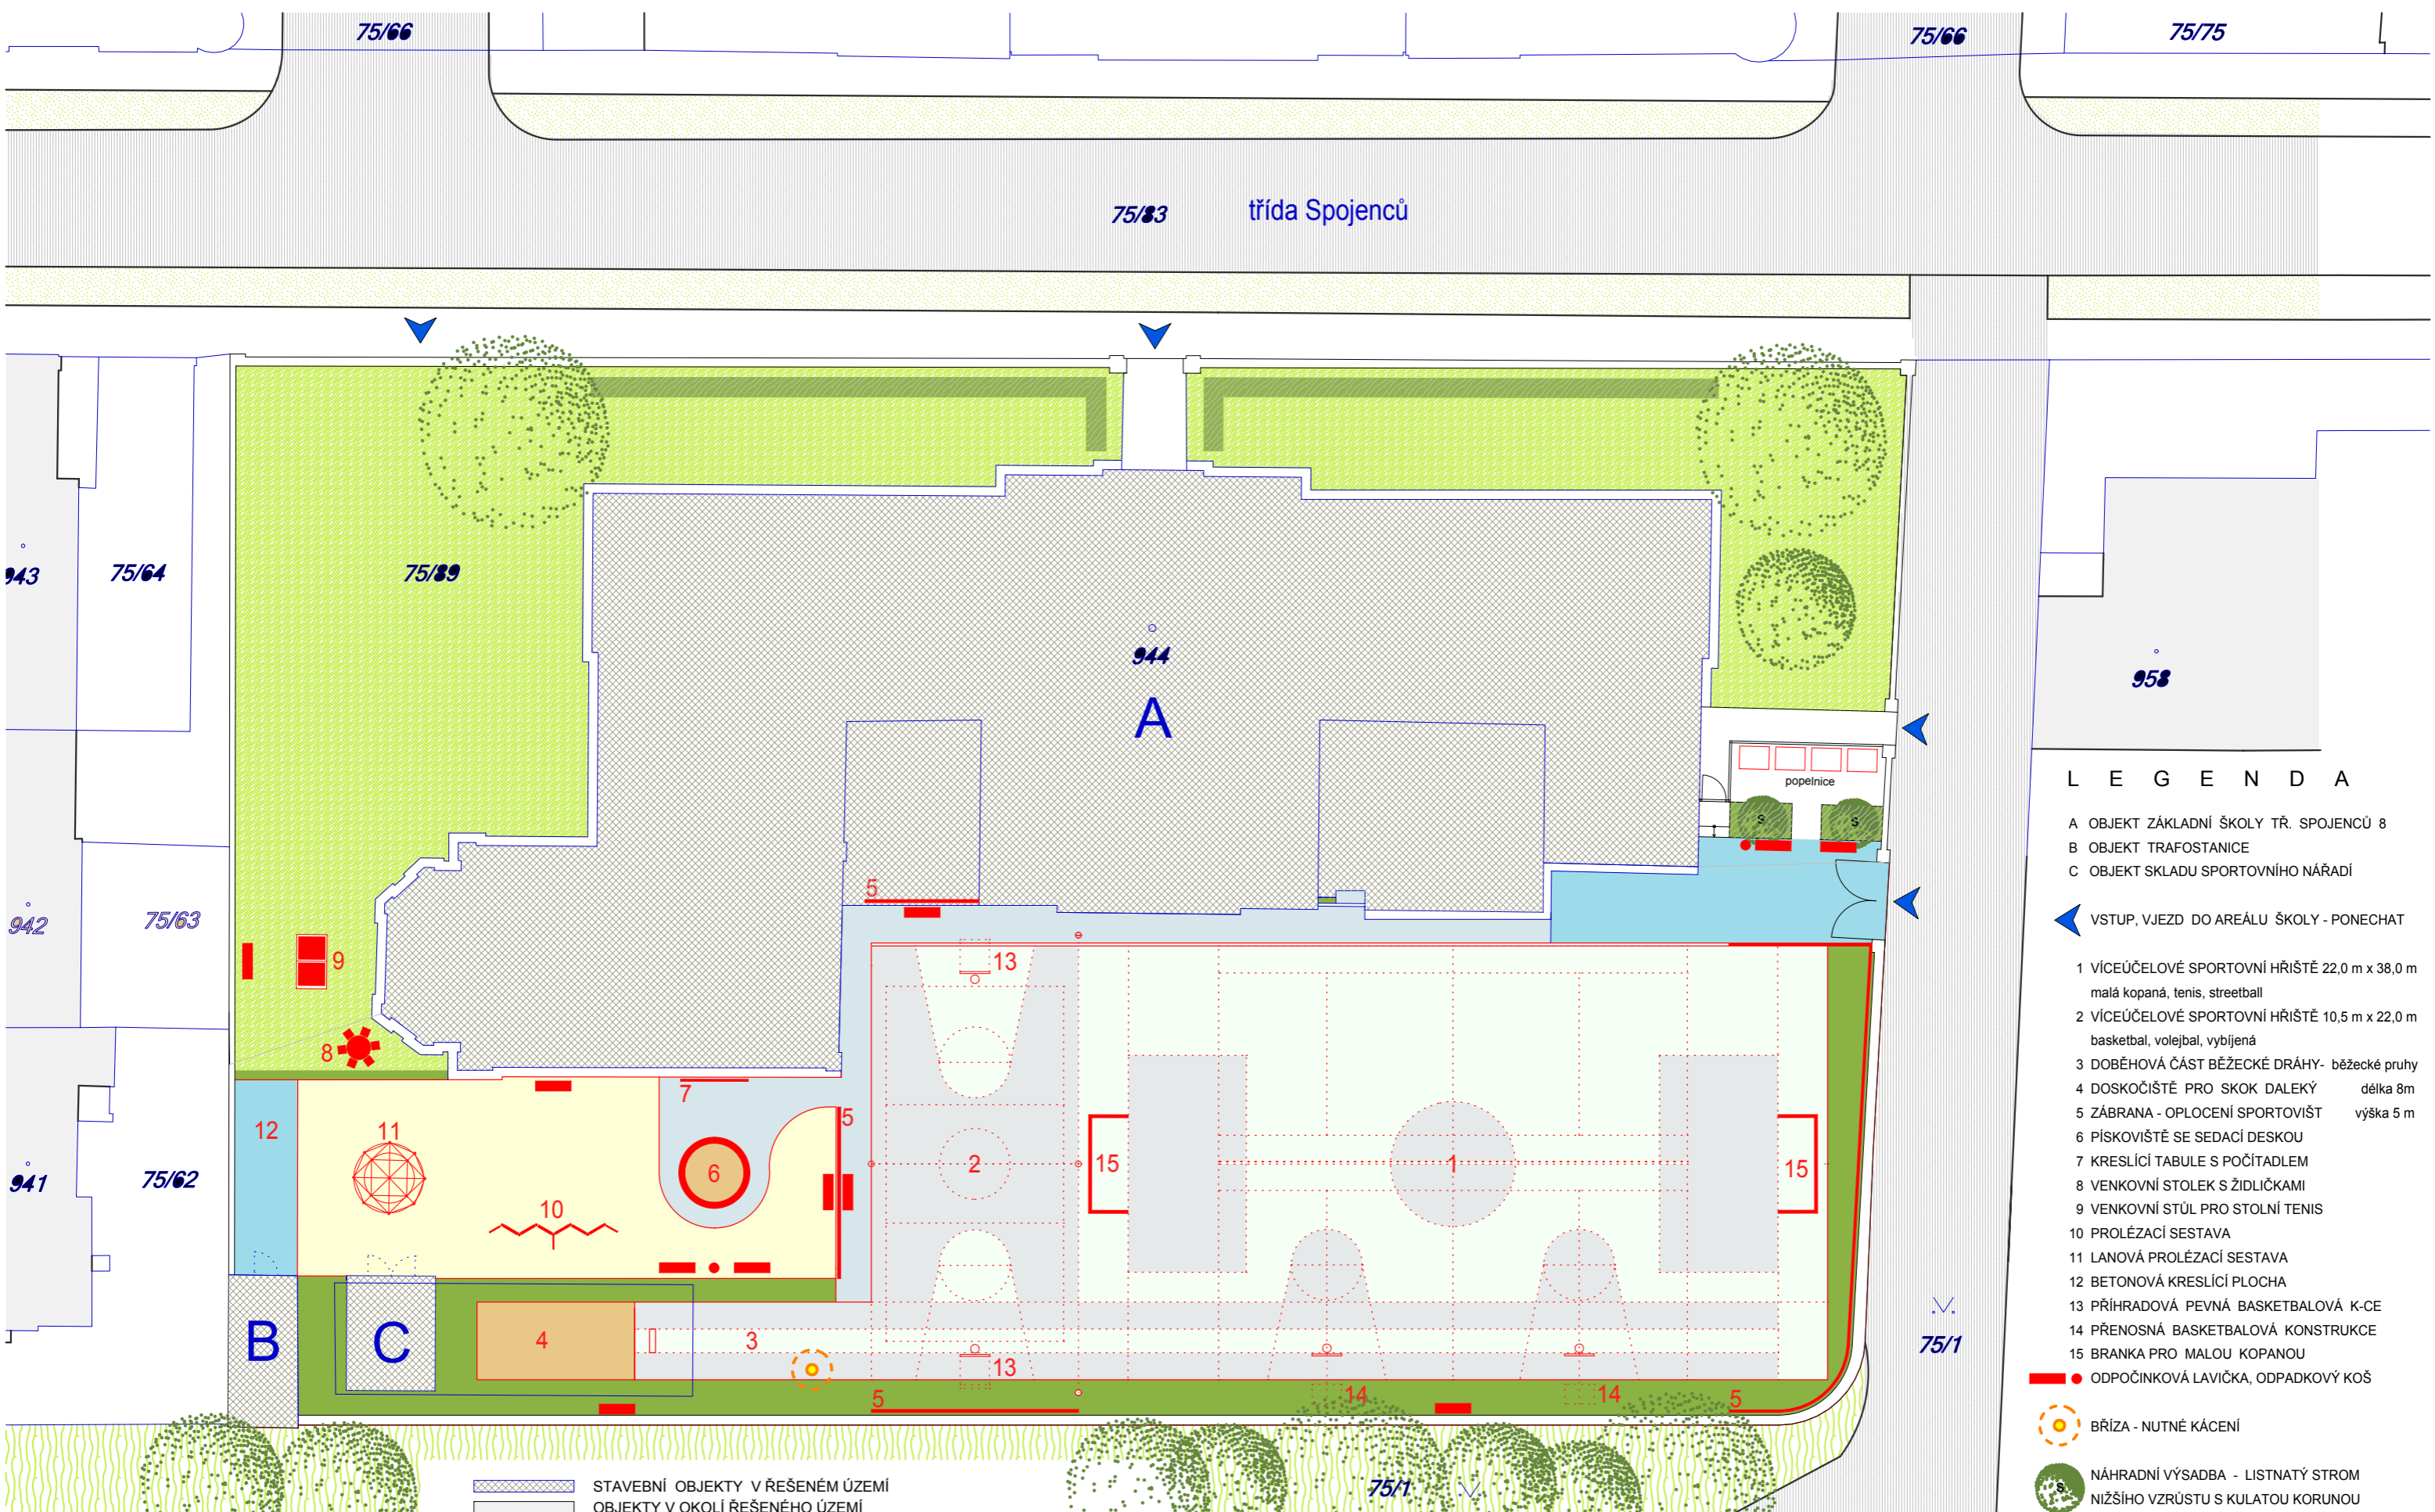 75/66
75/66
75/75
75/83
třída Spojenců
943
75/64
75/89
944
A
958
942
75/63
popelnice
S
S
5
9
8
13
7
12
11
5
6
10
2
15
1
15
941
75/62
B
C
4
3
13
5
14
14
5
75/1
75/1
L E G E N D A
A OBJEKT ZÁKLADNÍ ŠKOLY TŘ. SPOJENCŮ 8
B OBJEKT TRAFOSTANICE
C OBJEKT SKLADU SPORTOVNÍHO NÁŘADÍ
VSTUP, VJEZD DO AREÁLU ŠKOLY - PONECHAT
1 VÍCEÚČELOVÉ SPORTOVNÍ HŘIŠTĚ 22,0 m x 38,0 m
malá kopaná, tenis, streetball
2 VÍCEÚČELOVÉ SPORTOVNÍ HŘIŠTĚ 10,5 m x 22,0 m
basketbal, volejbal, vybíjená
3 DOBĚHOVÁ ČÁST BĚŽECKÉ DRÁHY- běžecké pruhy
4 DOSKOČIŠTĚ PRO SKOK DALEKÝ délka 8m
5 ZÁBRANA - OPLOCENÍ SPORTOVIŠT výška 5 m
6 PÍSKOVIŠTĚ SE SEDACÍ DESKOU
7 KRESLÍCÍ TABULE S POČÍTADLEM
8 VENKOVNÍ STOLEK S ŽIDLIČKAMI
9 VENKOVNÍ STŮL PRO STOLNÍ TENIS
10 PROLÉZACÍ SESTAVA
11 LANOVÁ PROLÉZACÍ SESTAVA
12 BETONOVÁ KRESLÍCÍ PLOCHA
13 PŘÍHRADOVÁ PEVNÁ BASKETBALOVÁ K-CE
14 PŘENOSNÁ BASKETBALOVÁ KONSTRUKCE
15 BRANKA PRO MALOU KOPANOU
ODPOČINKOVÁ LAVIČKA, ODPADKOVÝ KOŠ
BŘÍZA - NUTNÉ KÁCENÍ
S
NÁHRADNÍ VÝSADBA - LISTNATÝ STROM
NIŽŠÍHO VZRŮSTU S KULATOU KORUNOU
STAVEBNÍ OBJEKTY V ŘEŠENÉM ÚZEMÍ
OBJEKTY V OKOLÍ ŘEŠENÉHO ÚZEMÍ